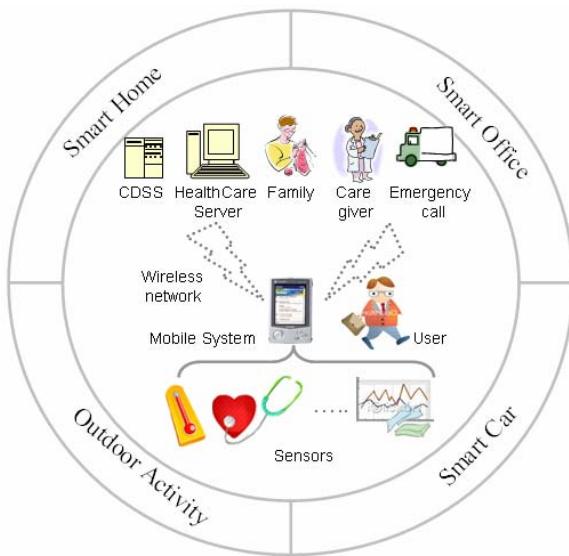 Smart Home
Smart Office
CDSS
HealthCare
Server
Family
Care
giver
Emergency
call
Wireless
network
Mobile System
User
.....
Sensors
Outdoor Activity
Smart Car